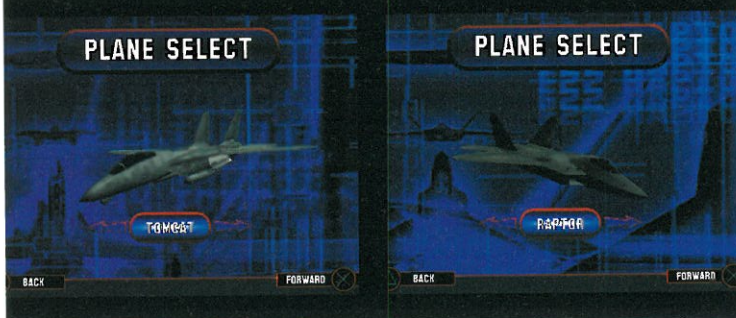 PLANE SELECT
TOMCAT
BACK
FORWARD
PLANE SELECT
RAPTOR
BACK
FORWARD